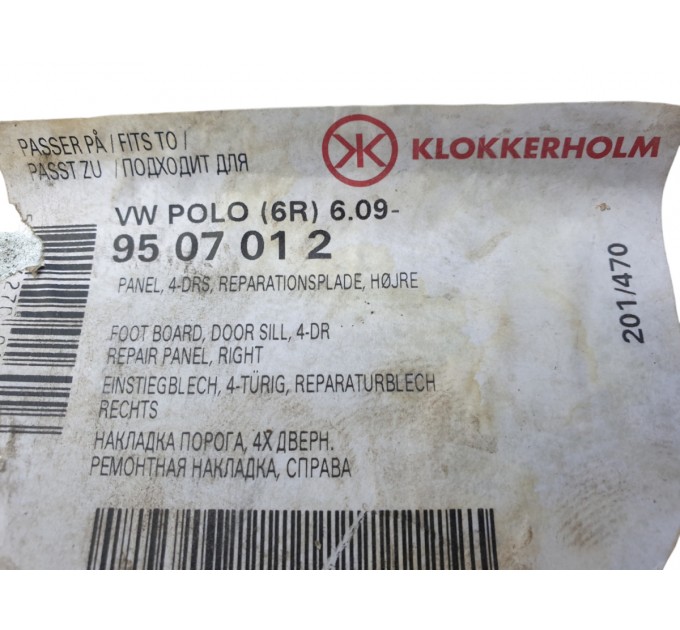 PASSER PÅ / FITS TO /
PASST ZU / ПОДХОДИТ ДЛЯ
KLOKKERHOLM
VW POLO (6R) 6.09-
95 07 01 2
PANEL, 4-DRS, REPARATIONSPLADE, HØJRE
201/470
FOOT BOARD, DOOR SILL, 4-DR
REPAIR PANEL, RIGHT
EINSTIEGBLECH, 4-TÜRIG, REPARATURBLECH
RECHTS
НАКЛАДКА ПОРОГА, 4Х ДВЕРН.
РЕМОНТНАЯ НАКЛАДКА, СПРАВА